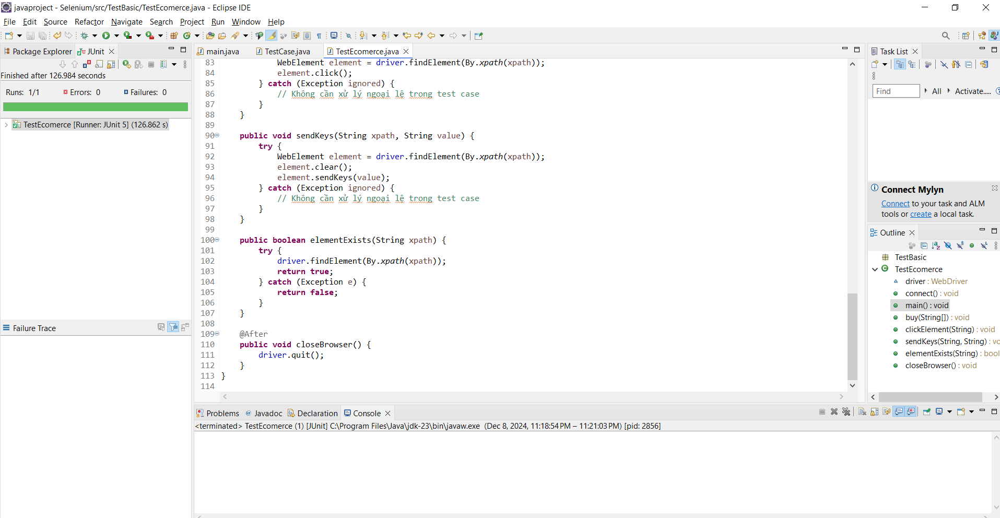 javaproject - Selenium/src/TestBasic/TestEcomerce.java - Eclipse IDE
File Edit Source Refactor Navigate Search Project Run Window Help
Package Explorer JUnit
Finished after 126.984 seconds
Runs: 1/1 Errors: 0 Failures: 0
TestEcomerce [Runner: JUnit 5] (126.862 s)
Failure Trace
main.java TestCase.java TestEcomerce.java
83 WebElement element = driver.findElement(By.xpath(xpath));
84 element.click();
85 } catch (Exception ignored) {
86 // Không cần xử lý ngoại lệ trong test case
87 }
88 }
89
90 public void sendKeys(String xpath, String value) {
91 try {
92 WebElement element = driver.findElement(By.xpath(xpath));
93 element.clear();
94 element.sendKeys(value);
95 } catch (Exception ignored) {
96 // Không cần xử lý ngoại lệ trong test case
97 }
98 }
99
100 public boolean elementExists(String xpath) {
101 try {
102 driver.findElement(By.xpath(xpath));
103 return true;
104 } catch (Exception e) {
105 return false;
106 }
107 }
108
109 @After
110 public void closeBrowser() {
111 driver.quit();
112 }
113 }
114
Problems Javadoc Declaration Console
<terminated> TestEcomerce (1) [JUnit] C:\Program Files\Java\jdk-23\bin\javaw.exe (Dec 8, 2024, 11:18:54 PM – 11:21:03 PM) [pid: 2856]
Task List
Find All Activate....
Connect Mylyn
Connect to your task and ALM
tools or create a local task.
Outline
TestBasic
TestEcomerce
driver : WebDriver
connect() : void
main() : void
buy(String[]) : void
clickElement(String) : void
sendKeys(String, String) : vo
elementExists(String) : bool
closeBrowser() : void